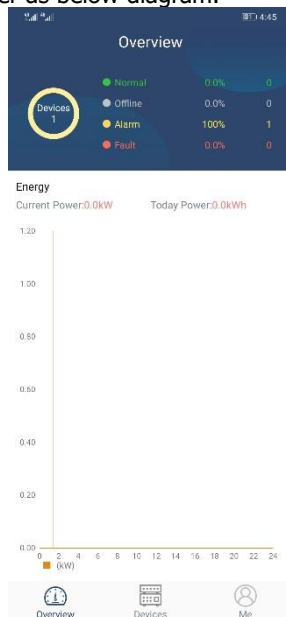 er as below diagram:
4:45
Overview
Devices
1
Normal 0.0% 0
Offline 0.0% 0
Alarm 100% 1
Fault 0.0% 0
Energy
Current Power:0.0kW Today Power:0.0kWh
1.20
1.00
0.80
0.60
0.40
0.20
0.00
0 2 4 6 8 10 12 14 16 18 20 22 24
(kW)
Overview Devices Me